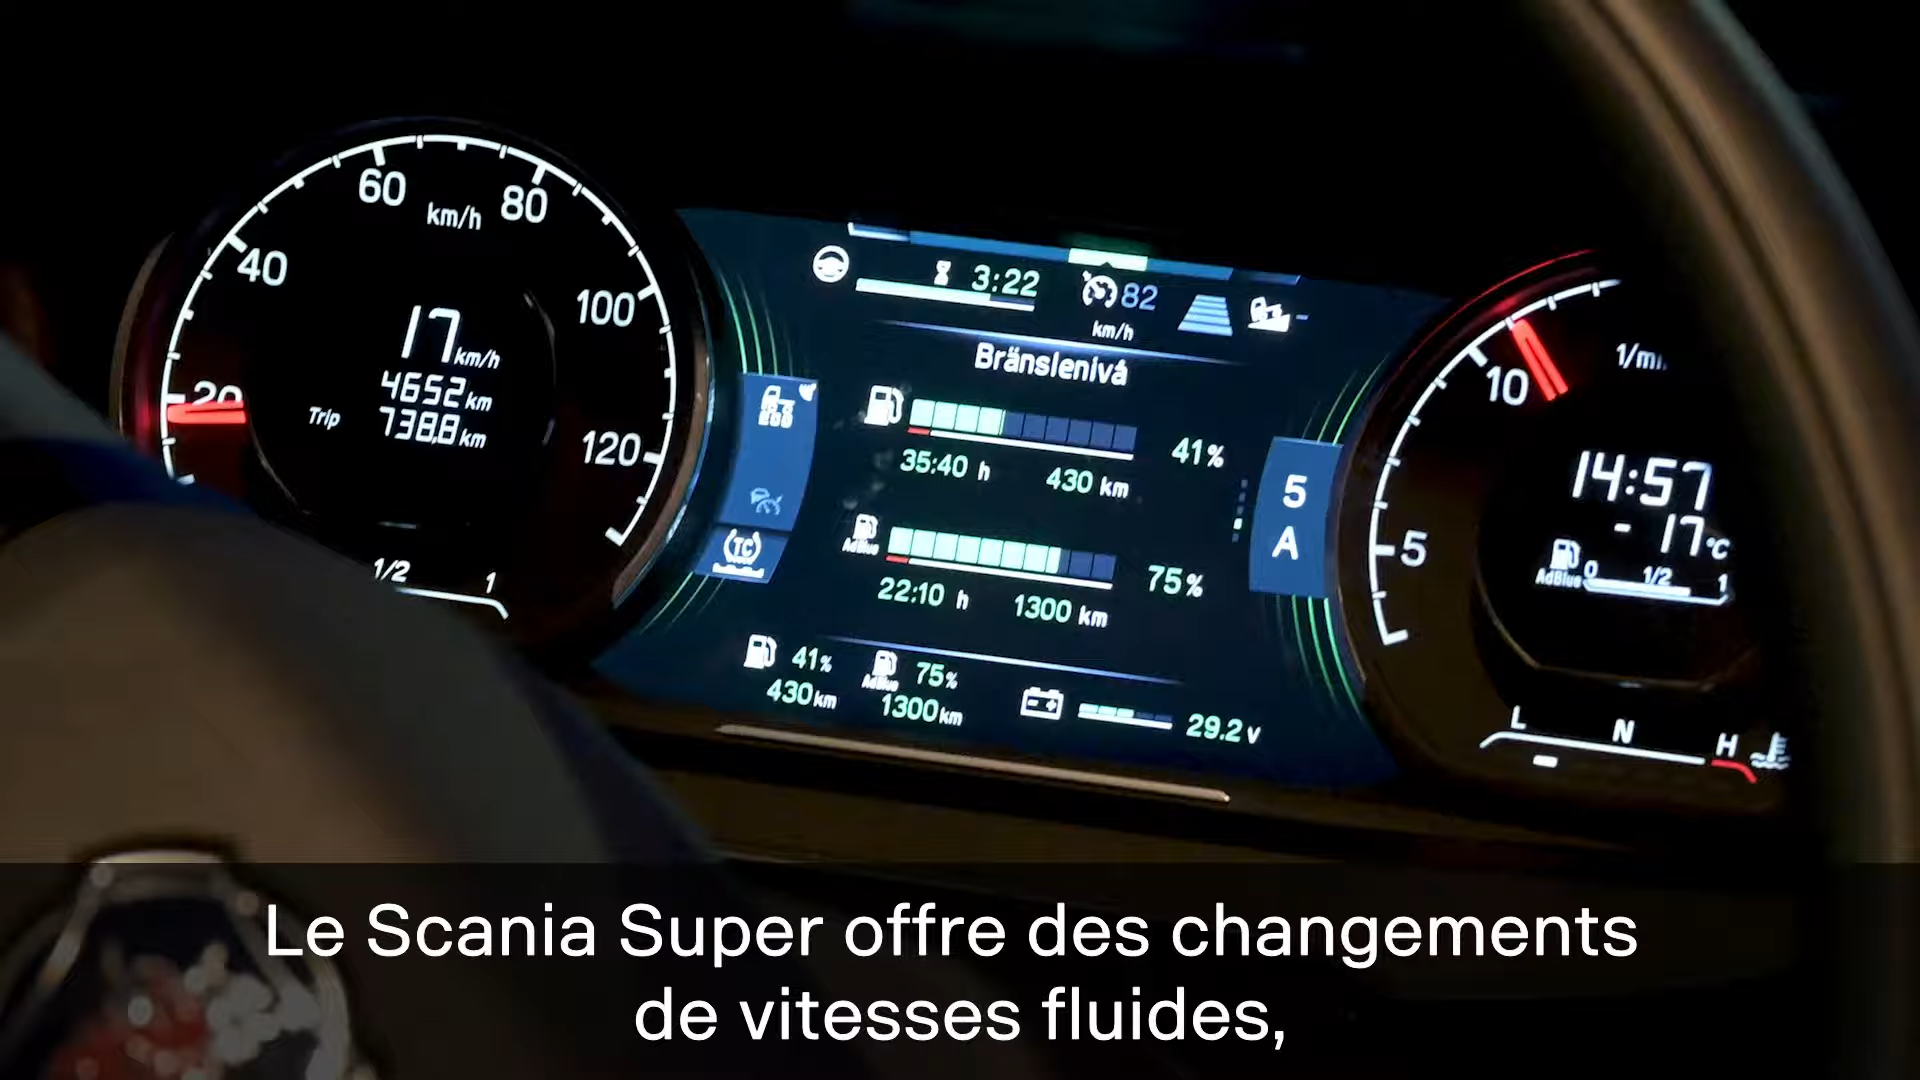 60
80
km/h
40
100
20
120
17 km/h
4652 km
Trip 738.8 km
1/2 1
3:22
82
km/h
Bränslenivå
41%
35:40 h 430 km
AdBlue
75%
22:10 h 1300 km
TC
41% 75%
AdBlue
430 km 1300 km
29.2 V
5
A
10
5
14:57
-17°C
AdBlue 0 1/2 1
L N H
Le Scania Super offre des changements
de vitesses fluides,